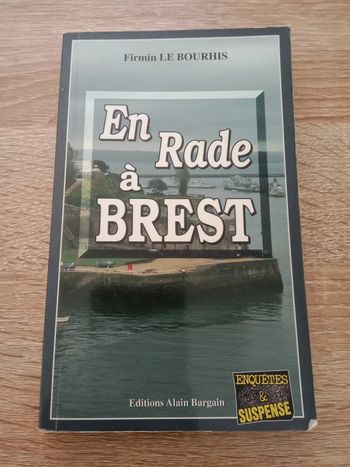 Firmin LE BOURHIS
En
Rade
à
BREST
Editions Alain Bargain
ENQUÊTES
&
SUSPENSE